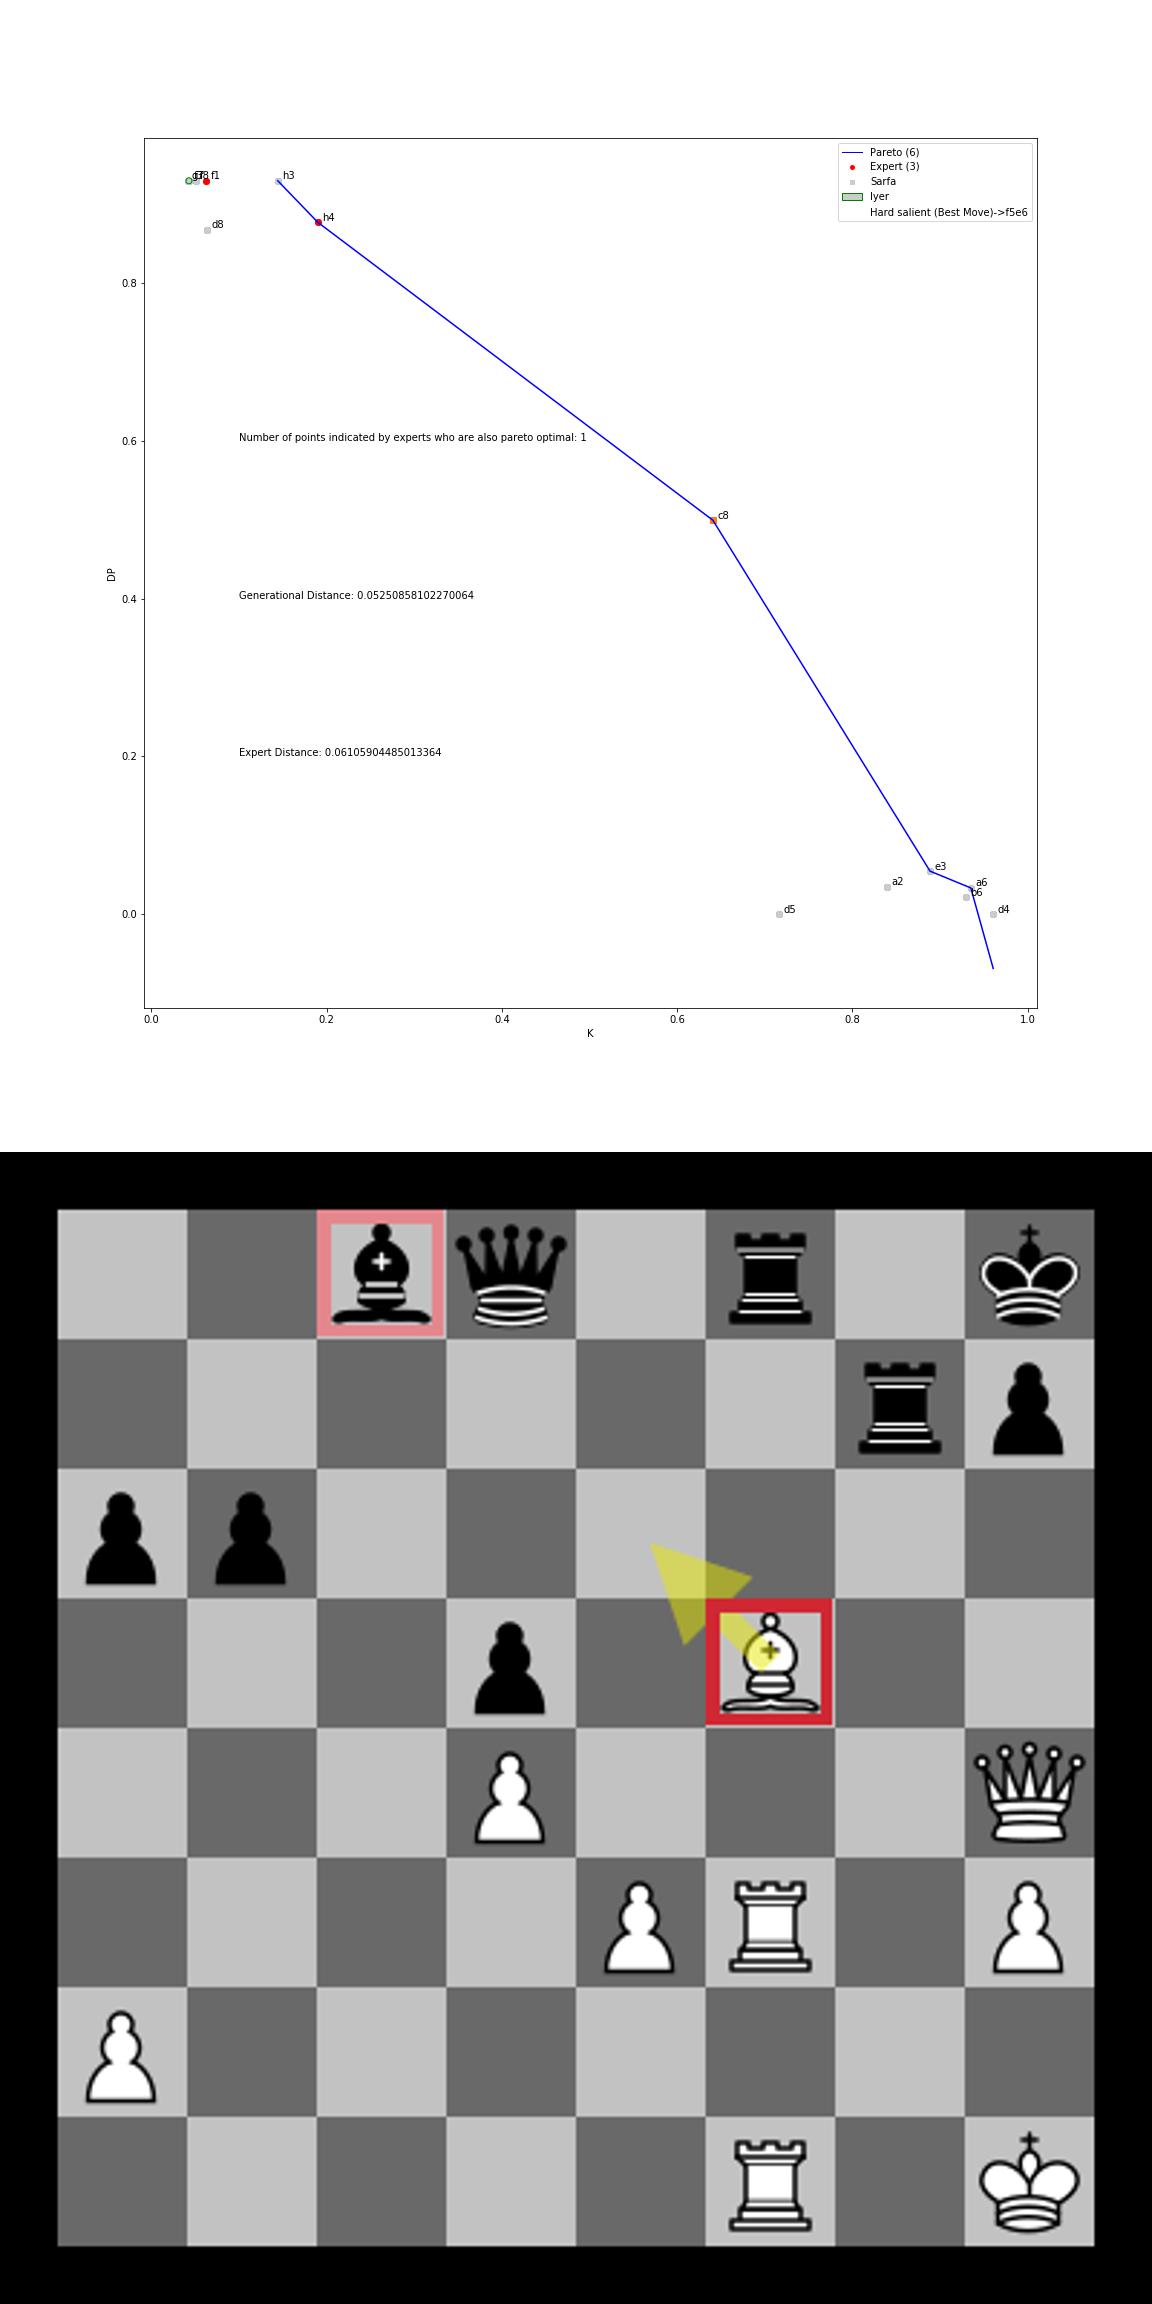 Pareto (6)
Expert (3)
Sarfa
Iyer
Hard salient (Best Move)->f5e6
f1
h3
h4
d8
0.8
Number of points indicated by experts who are also pareto optimal: 1
0.6
c8
DP
Generational Distance: 0.05250858102270064
0.4
Expert Distance: 0.06105904485013364
0.2
e3
a2
a6
b6
d5
d4
0.0
0.0 0.2 0.4 0.6 0.8 1.0
K